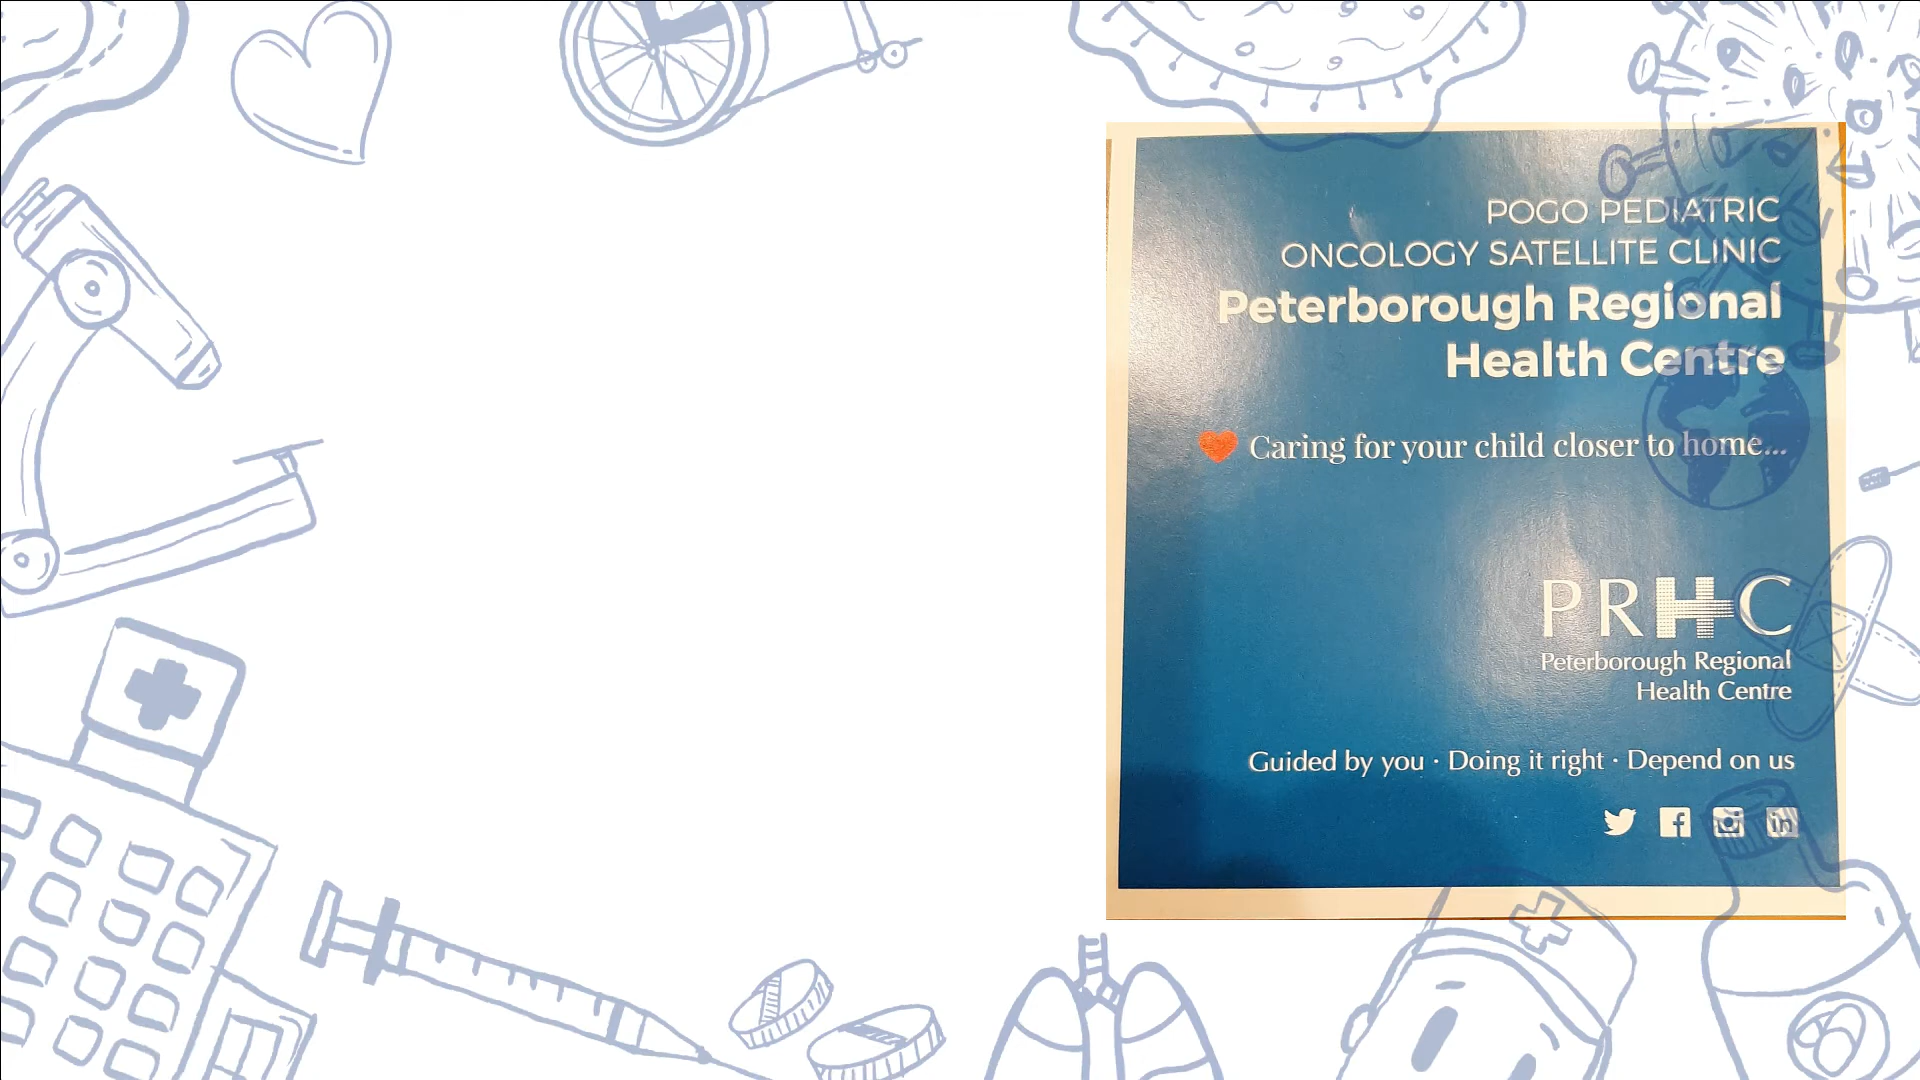 POGO PEDIATRIC
ONCOLOGY SATELLITE CLINIC
Peterborough Regional
Health Centre
Caring for your child closer to home...
PRHC
Peterborough Regional
Health Centre
Guided by you · Doing it right · Depend on us